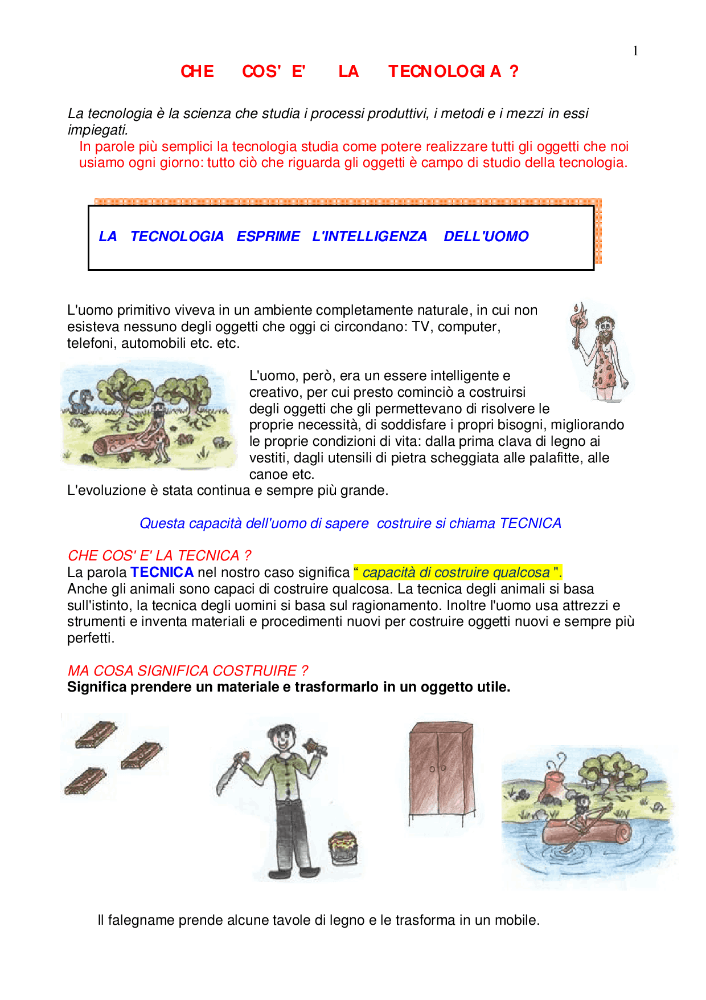 1
CHE COS' E' LA TECNOLOGIA ?
La tecnologia è la scienza che studia i processi produttivi, i metodi e i mezzi in essi
impiegati.
In parole più semplici la tecnologia studia come potere realizzare tutti gli oggetti che noi
usiamo ogni giorno: tutto ciò che riguarda gli oggetti è campo di studio della tecnologia.
LA TECNOLOGIA ESPRIME L'INTELLIGENZA DELL'UOMO
L'uomo primitivo viveva in un ambiente completamente naturale, in cui non
esisteva nessuno degli oggetti che oggi ci circondano: TV, computer,
telefoni, automobili etc. etc.
L'uomo, però, era un essere intelligente e
creativo, per cui presto cominciò a costruirsi
degli oggetti che gli permettevano di risolvere le
proprie necessità, di soddisfare i propri bisogni, migliorando
le proprie condizioni di vita: dalla prima clava di legno ai
vestiti, dagli utensili di pietra scheggiata alle palafitte, alle
canoe etc.
L'evoluzione è stata continua e sempre più grande.
Questa capacità dell'uomo di sapere costruire si chiama TECNICA
CHE COS' E' LA TECNICA ?
La parola TECNICA nel nostro caso significa “ capacità di costruire qualcosa ".
Anche gli animali sono capaci di costruire qualcosa. La tecnica degli animali si basa
sull'istinto, la tecnica degli uomini si basa sul ragionamento. Inoltre l'uomo usa attrezzi e
strumenti e inventa materiali e procedimenti nuovi per costruire oggetti nuovi e sempre più
perfetti.
MA COSA SIGNIFICA COSTRUIRE ?
Significa prendere un materiale e trasformarlo in un oggetto utile.
Il falegname prende alcune tavole di legno e le trasforma in un mobile.